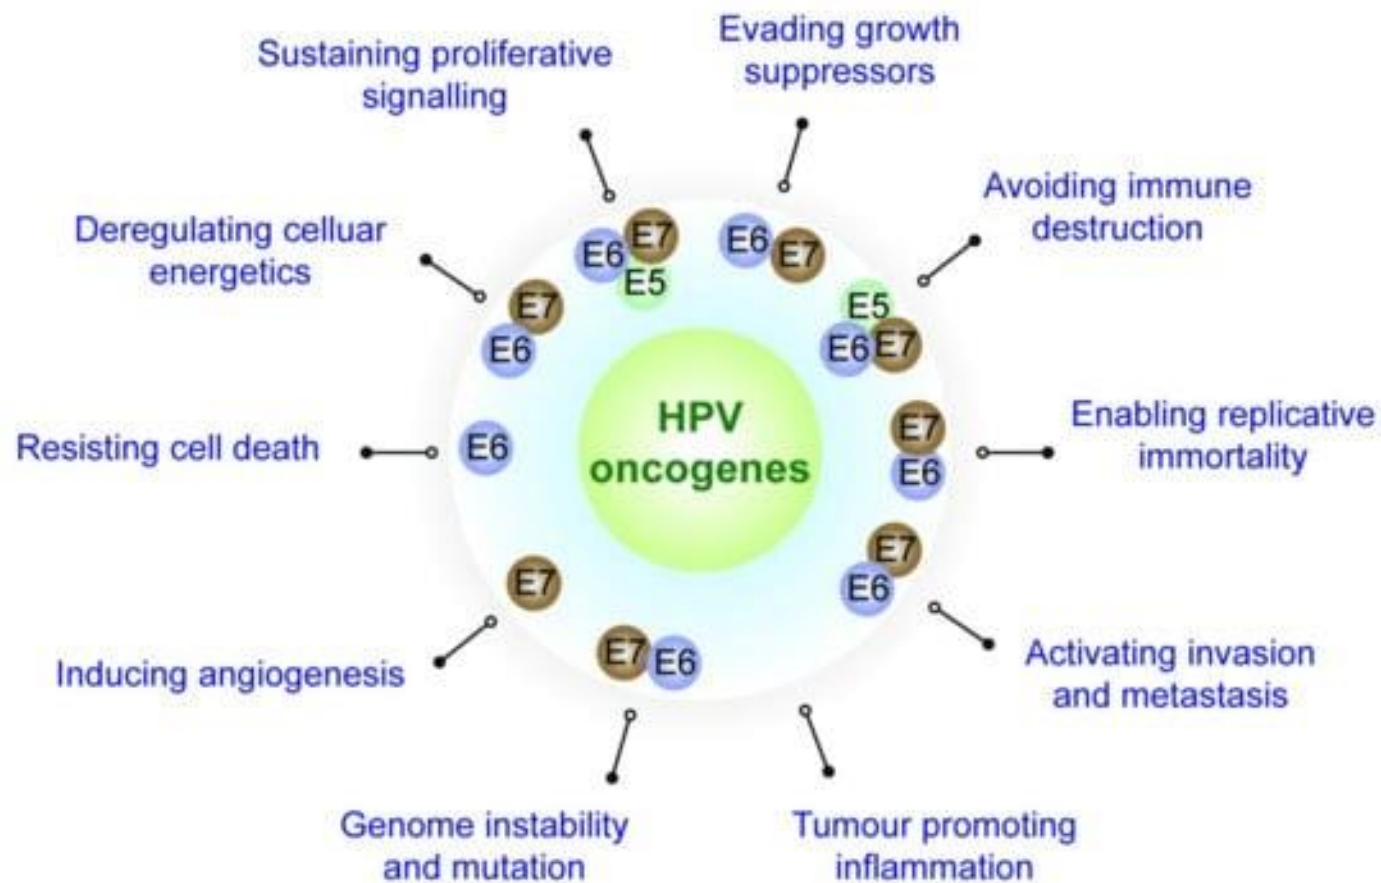 Evading growth
suppressors
Sustaining proliferative
signalling
Avoiding immune
destruction
Deregulating celluar
energetics
E6 E7
E5
E6 E7
E5
E6 E7
E7
E6
HPV
oncogenes
E7
E6
Enabling replicative
immortality
Resisting cell death
E6
E7
E6
E7
E7 E6
Activating invasion
and metastasis
Inducing angiogenesis
Genome instability
and mutation
Tumour promoting
inflammation